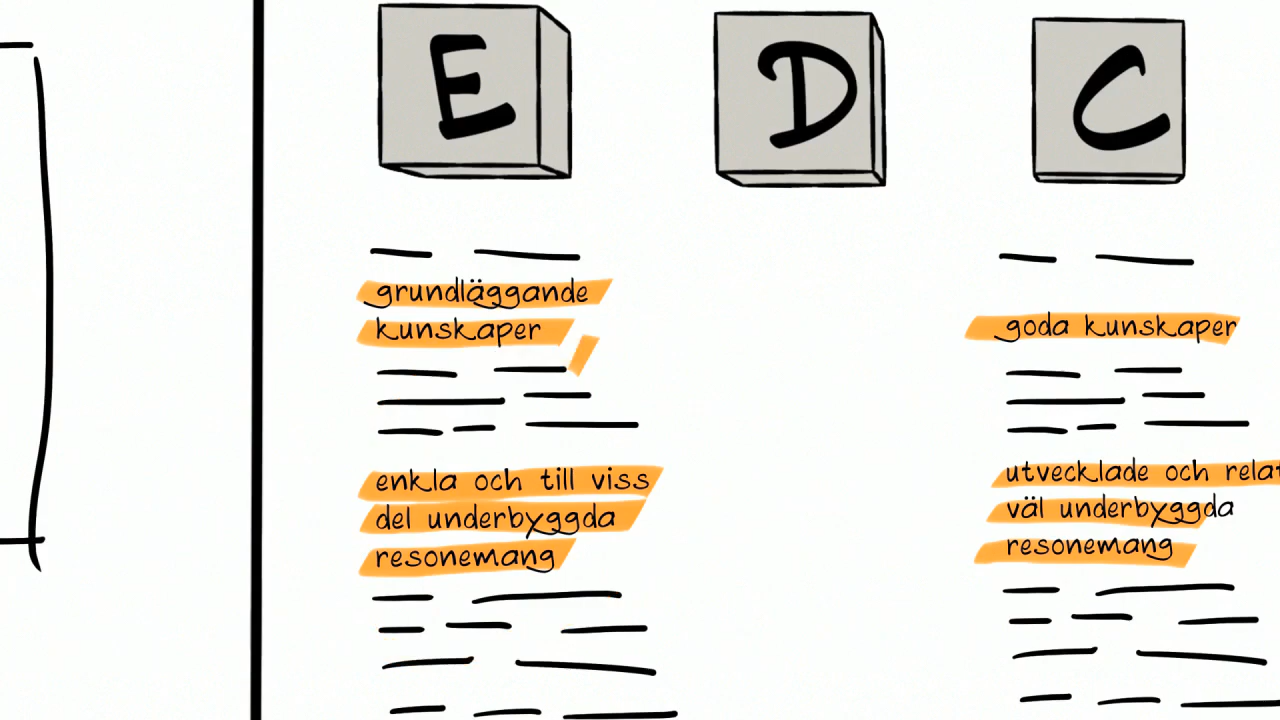 E D C
grundläggande
kunskaper
enkla och till viss
del underbyggda
resonemang
goda kunskaper
utvecklade och
väl underbyggda
resonemang